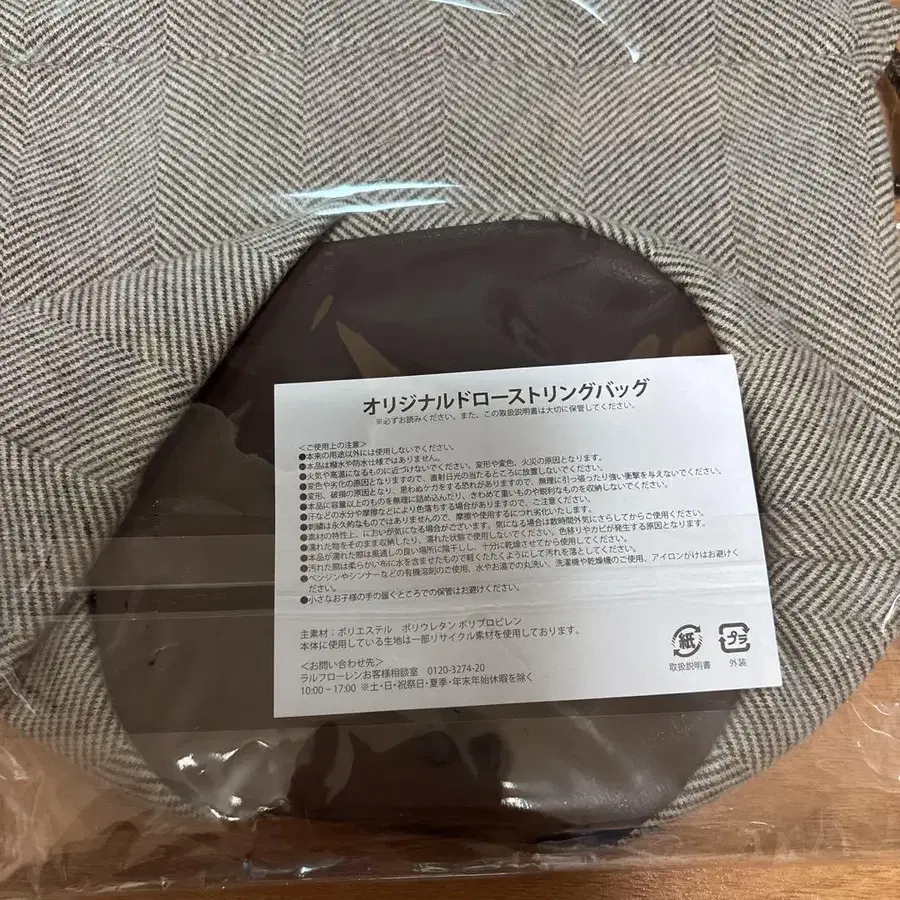 オリジナルドローストリングバッグ
※必ずお読みください。また、この取扱説明書は大切に保管してください。
＜ご使用上の注意＞
●本来の用途以外には使用しないでください。
●本品は撥水や防水仕様ではありません。
●火気や高温になるものに近づけないでください。変形や変色、火災の原因となります。
●変色や劣化の原因となりますので、直射日光の当たるところに放置しないでください。
●変形、破損の原因となり、思わぬケガをする恐れがありますので、無理に引っ張ったり強い衝撃を与えないでください。
●本品に容量以上のものを無理に詰め込んだり、きわめて重いものや鋭利なものを収納しないでください。
●汗などの水分や摩擦などにより色落ちする場合がありますので、ご注意ください。
●刺繍は永久的なものではありませんので、摩擦や使用するにつれ劣化いたします。
●素材の特性上、においが気になる場合がございます。気になる場合は数時間外気にさらしてからご使用ください。
●濡れた物をそのまま収納したり、濡れた状態で使用しないでください。色移りやカビが発生する原因となります。
●本品が濡れた際は風通しの良い場所に陰干しし、十分に乾燥させてから使用してください。
●汚れた際は柔らかい布に水を含ませたもので軽くたたくようにして汚れを落としてください。
●ベンジンやシンナーなどの有機溶剤のご使用、水やお湯での丸洗い、洗濯機や乾燥機のご使用、アイロンがけはお避けく
ださい。
●小さなお子様の手の届くところでの保管はお避けください。
主素材：ポリエステル ポリウレタン ポリプロピレン
本体に使用している生地は一部リサイクル素材を使用しております。
＜お問い合わせ先＞
ラルフローレンお客様相談室 0120-3274-20
10:00－17:00 ※土・日・祝祭日・夏季・年末年始休暇を除く
紙
取扱説明書
プラ
外装